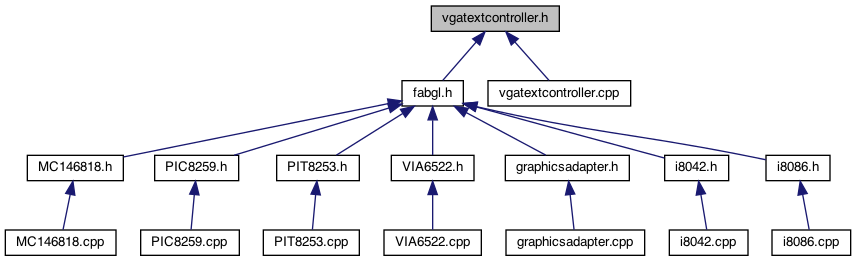 vgatextcontroller.h
fabgl.h vgatextcontroller.cpp
MC146818.h PIC8259.h PIT8253.h VIA6522.h graphicsadapter.h i8042.h i8086.h
MC146818.cpp PIC8259.cpp PIT8253.cpp VIA6522.cpp graphicsadapter.cpp i8042.cpp i8086.cpp